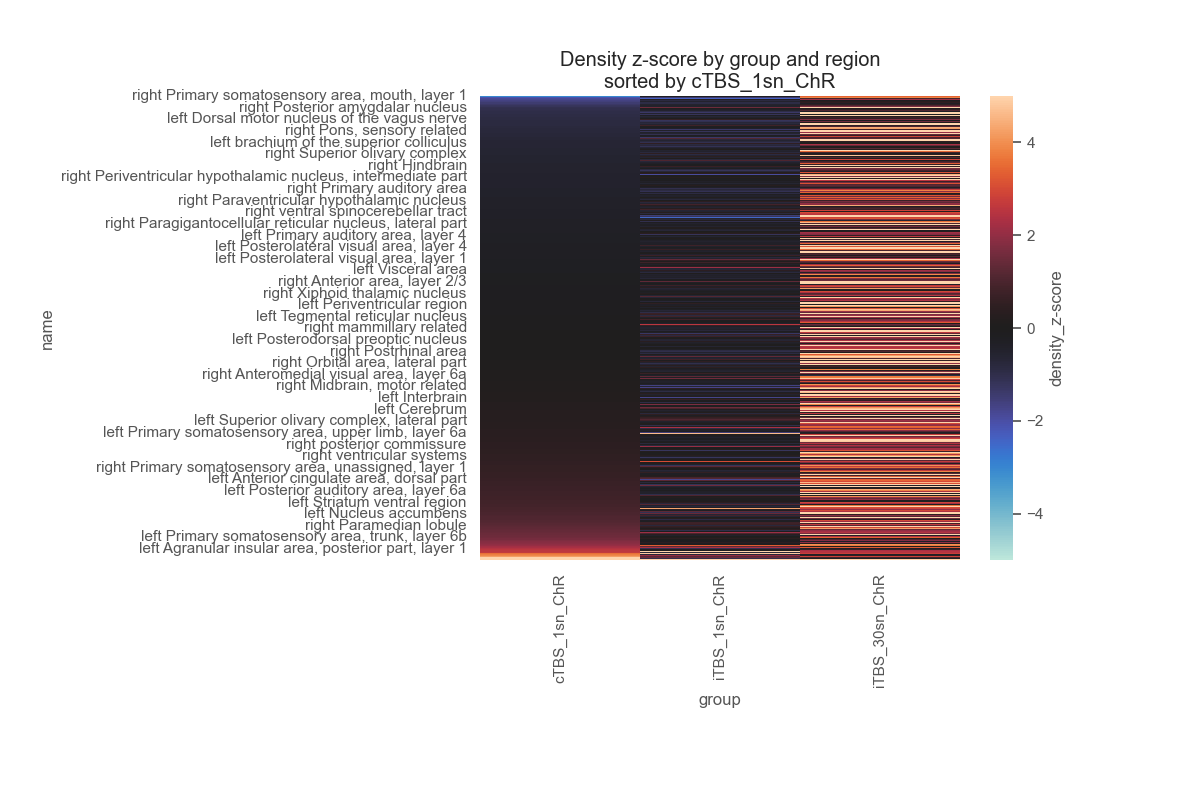 Density z-score by group and region
sorted by cTBS_1sn_ChR
right Primary somatosensory area, mouth, layer 1
right Posterior amygdalar nucleus
left Dorsal motor nucleus of the vagus nerve
right Pons, sensory related
left brachium of the superior colliculus
right Superior olivary complex
right Hindbrain
right Periventricular hypothalamic nucleus, intermediate part
right Primary auditory area
right Paraventricular hypothalamic nucleus
right ventral spinocerebellar tract
right Paragigantocellular reticular nucleus, lateral part
left Primary auditory area, layer 4
left Posterolateral visual area, layer 4
left Posterolateral visual area, layer 1
left Visceral area
right Anterior area, layer 2/3
right Xiphoid thalamic nucleus
left Periventricular region
left Tegmental reticular nucleus
right mammillary related
left Posterodorsal preoptic nucleus
right Postrhinal area
right Orbital area, lateral part
right Anteromedial visual area, layer 6a
right Midbrain, motor related
left Interbrain
left Cerebrum
left Superior olivary complex, lateral part
left Primary somatosensory area, upper limb, layer 6a
right posterior commissure
right ventricular systems
right Primary somatosensory area, unassigned, layer 1
left Anterior cingulate area, dorsal part
left Posterior auditory area, layer 6a
left Striatum ventral region
left Nucleus accumbens
right Paramedian lobule
left Primary somatosensory area, trunk, layer 6b
left Agranular insular area, posterior part, layer 1
name
cTBS_1sn_ChR
iTBS_1sn_ChR
iTBS_30sn_ChR
group
4
2
0
−2
−4
density_z-score